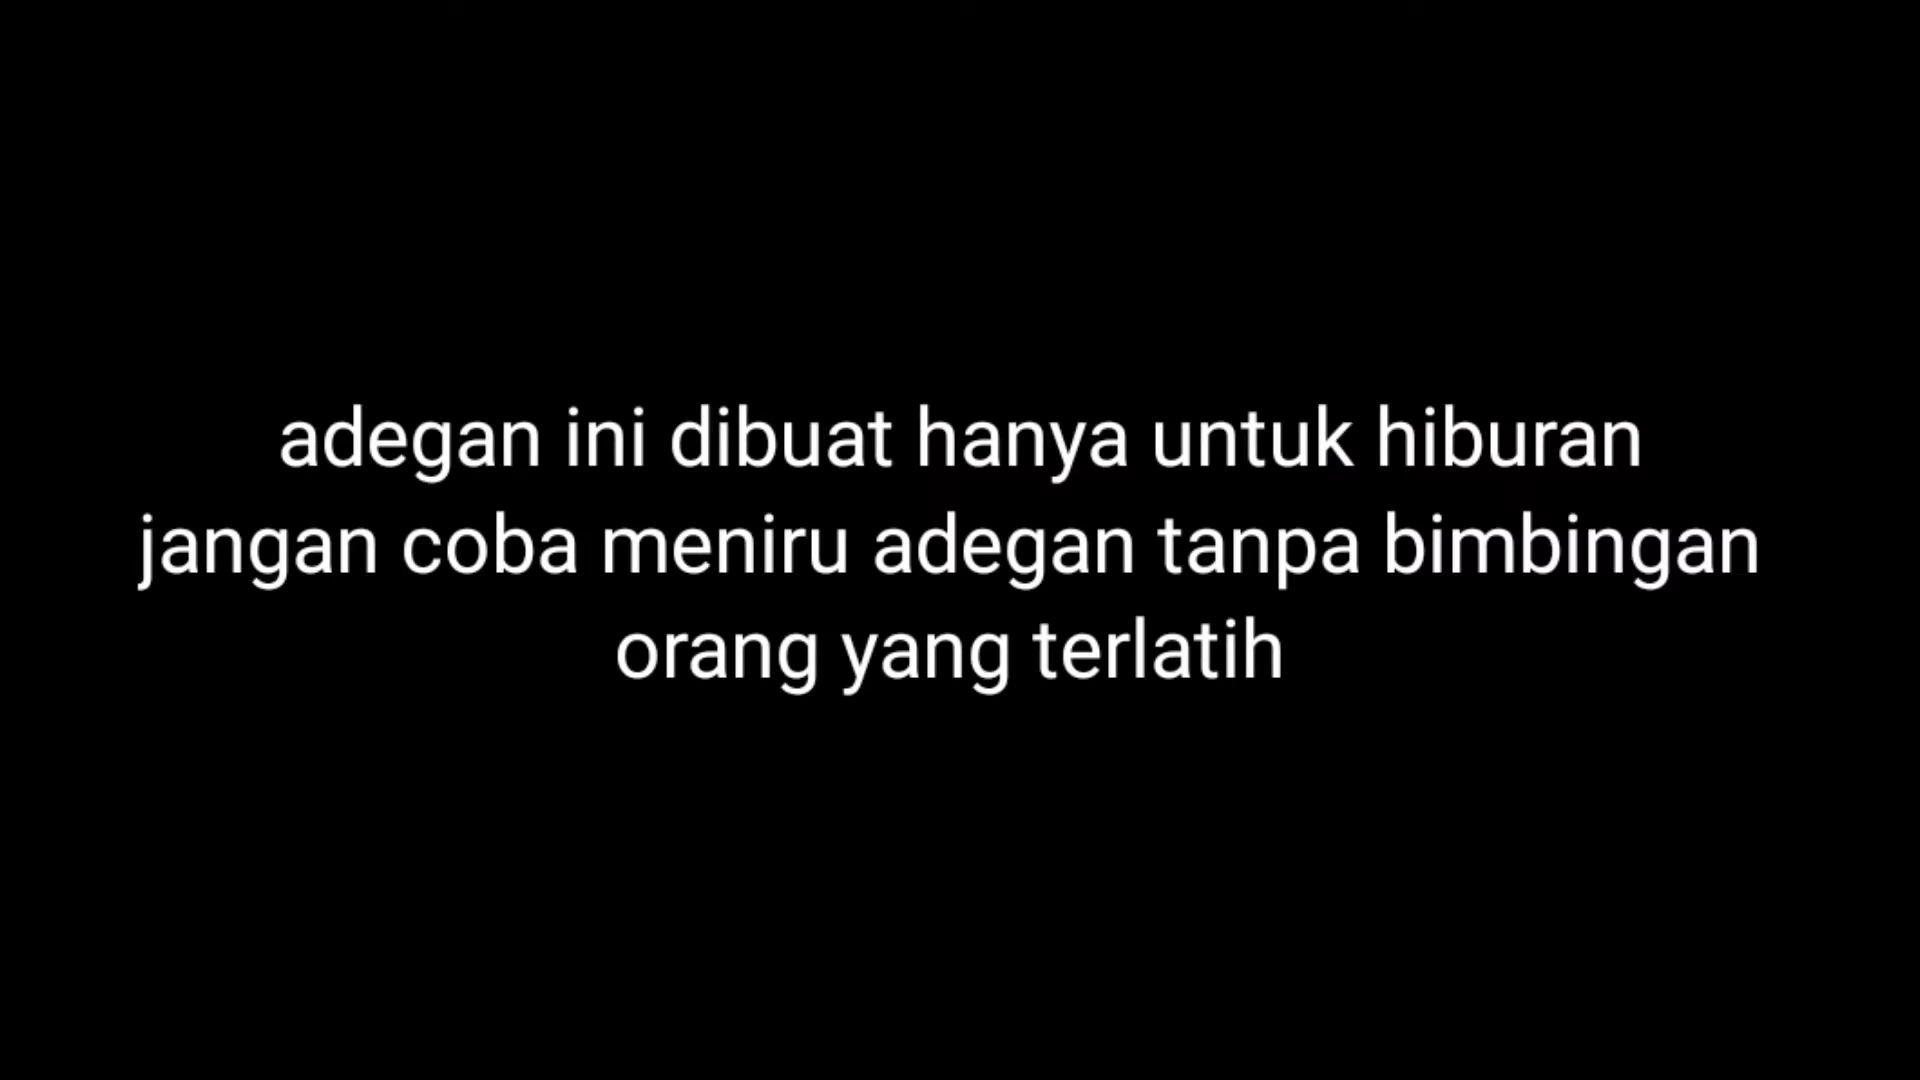 adegan ini dibuat hanya untuk hiburan
jangan coba meniru adegan tanpa bimbingan
orang yang terlatih